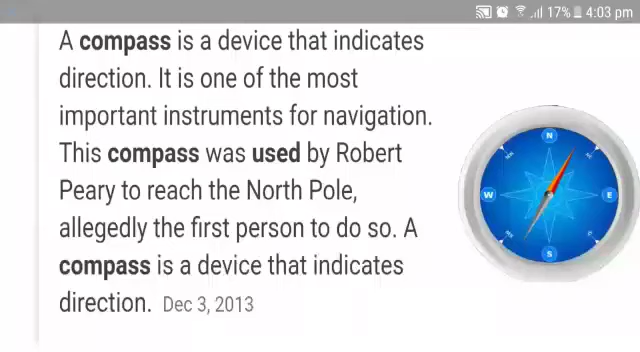 17% 4:03 pm
A compass is a device that indicates
direction. It is one of the most
important instruments for navigation.
This compass was used by Robert
Peary to reach the North Pole,
allegedly the first person to do so. A
compass is a device that indicates
direction. Dec 3, 2013
N
W
E
S